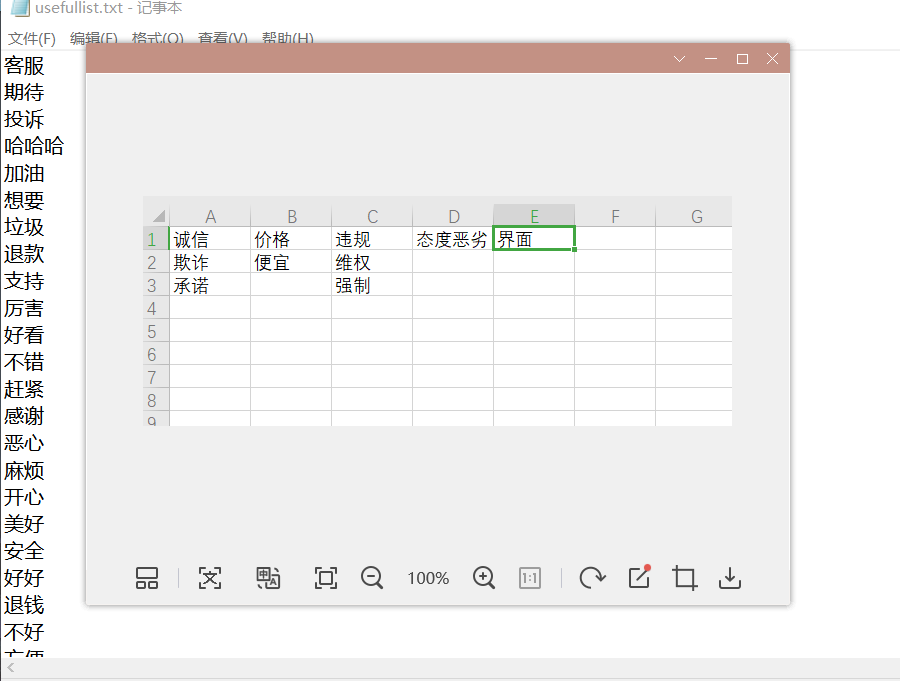 usefullist.txt - 记事本
文件(F) 编辑(E) 格式(O) 查看(V) 帮助(H)
客服
期待
投诉
哈哈哈
加油
想要
垃圾
退款
支持
厉害
好看
不错
赶紧
感谢
恶心
麻烦
开心
美好
安全
好好
退钱
不好
方便
A B C D E F G
1 诚信 价格 违规 态度恶劣 界面
2 欺诈 便宜 维权
3 承诺 强制
4
5
6
7
8
9
中 A
100%
1:1